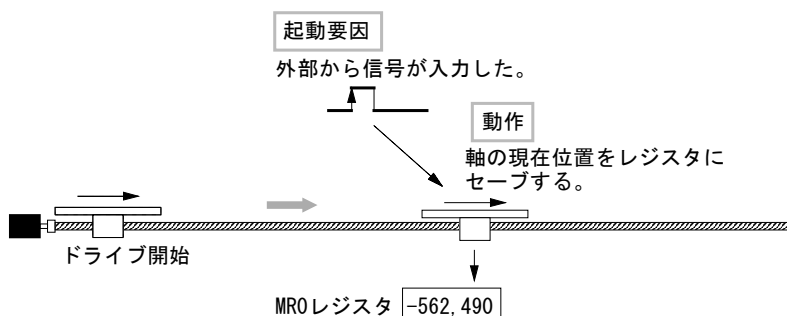 起動要因
外部から信号が入力した。
動作
軸の現在位置をレジスタに
セーブする。
ドライブ開始
MR0レジスタ -562,490